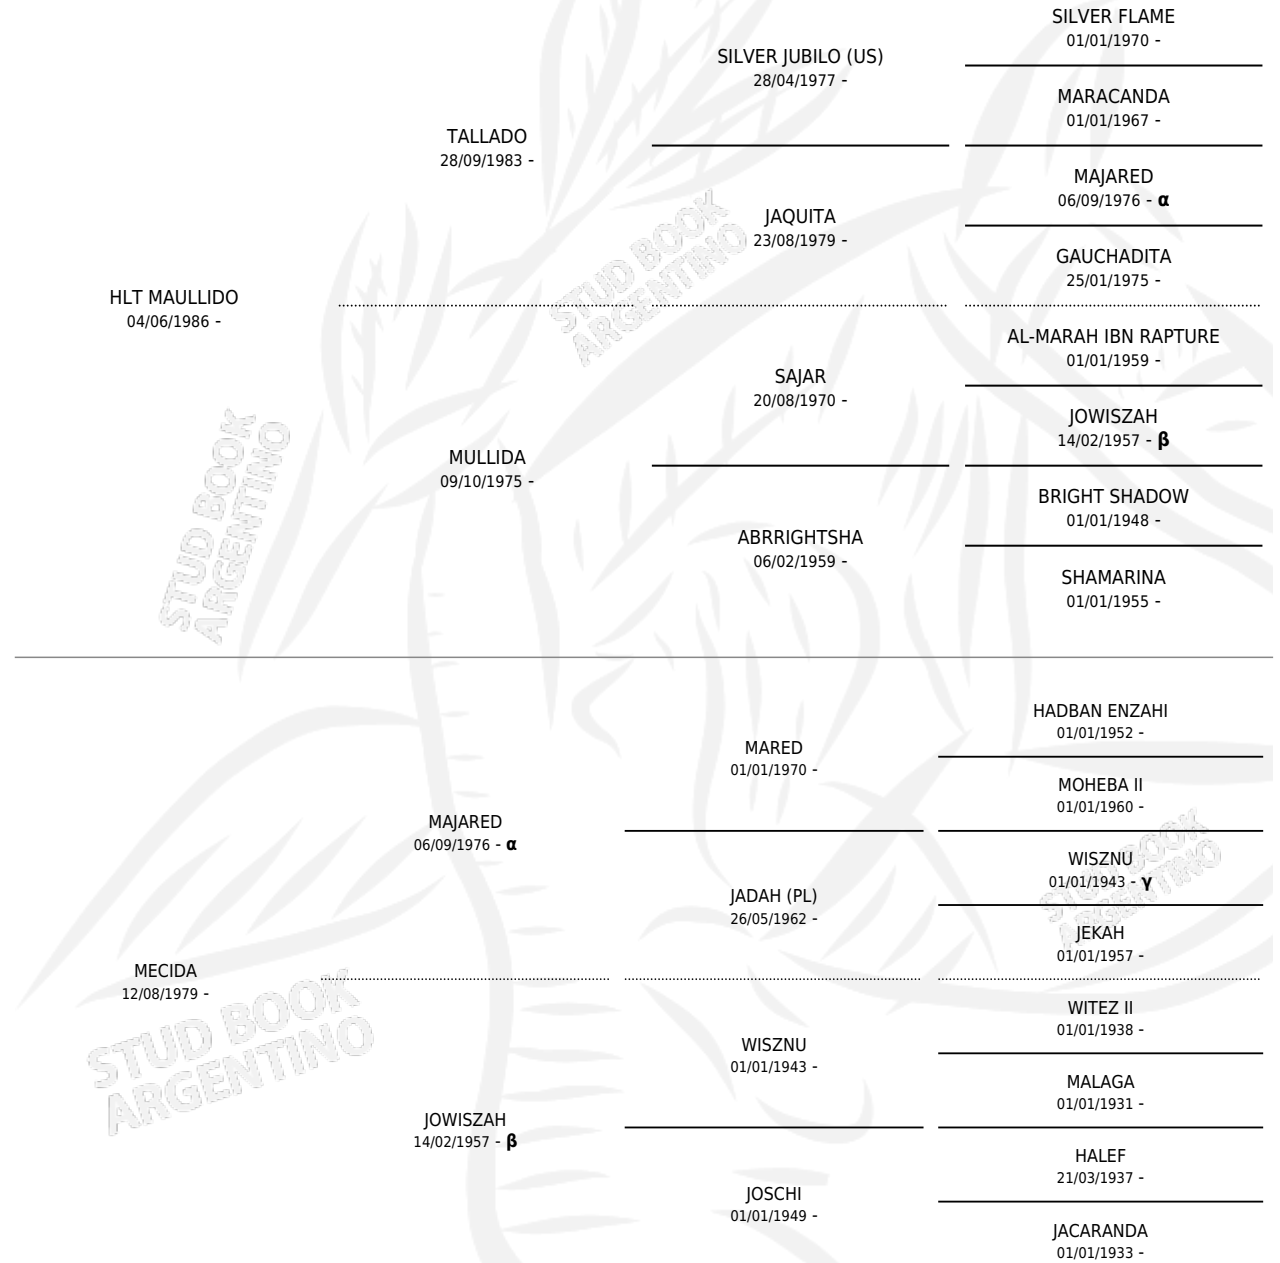 SILVER FLAME
01/01/1970 -
SILVER JUBILO (US)
28/04/1977 -
MARACANDA
01/01/1967 -
TALLADO
28/09/1983 -
MAJARED
06/09/1976 - α
JAQUITA
23/08/1979 -
GAUCHADITA
25/01/1975 -
HLT MAULLIDO
04/06/1986 -
AL-MARAH IBN RAPTURE
01/01/1959 -
SAJAR
20/08/1970 -
JOWISZAH
14/02/1957 - β
MULLIDA
09/10/1975 -
BRIGHT SHADOW
01/01/1948 -
ABRRIGHTSHA
06/02/1959 -
SHAMARINA
01/01/1955 -
HADBAN ENZAHI
01/01/1952 -
MARED
01/01/1970 -
MOHEBA II
01/01/1960 -
MAJARED
06/09/1976 - α
WISZNU
01/01/1943 - γ
JADAH (PL)
26/05/1962 -
JEKAH
01/01/1957 -
MECIDA
12/08/1979 -
WITEZ II
01/01/1938 -
WISZNU
01/01/1943 -
MALAGA
01/01/1931 -
JOWISZAH
14/02/1957 - β
HALEF
21/03/1937 -
JOSCHI
01/01/1949 -
JACARANDA
01/01/1933 -
STUD BOOK
ARGENTINO
STUD BOOK
ARGENTINO
STUD BOOK
ARGENTINO
STUD BOOK
ARGENTINO